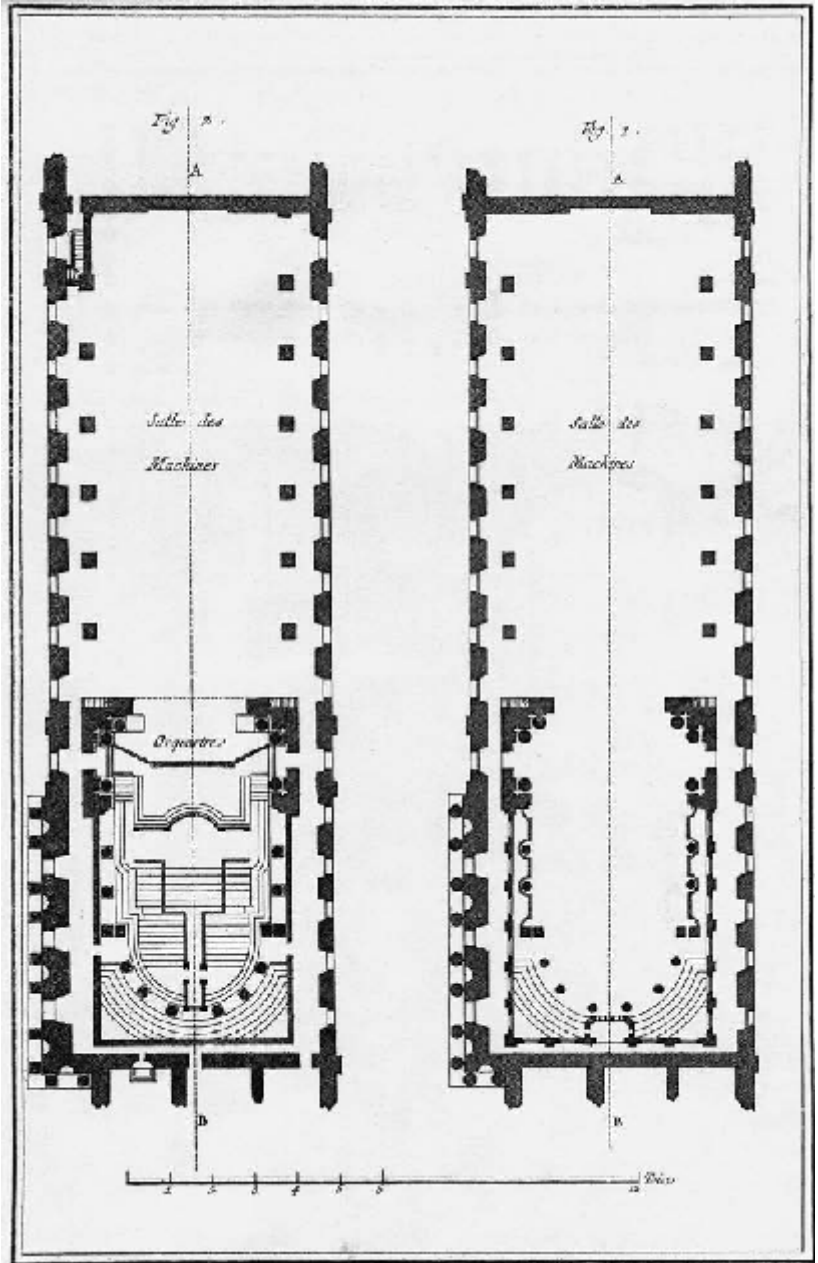 Fig. 2.
A
Salle des
Machines
Orquestres
B
Fig. 1.
A
Salle des
Machines
B
1 2 3 4 5 6 12 Toises